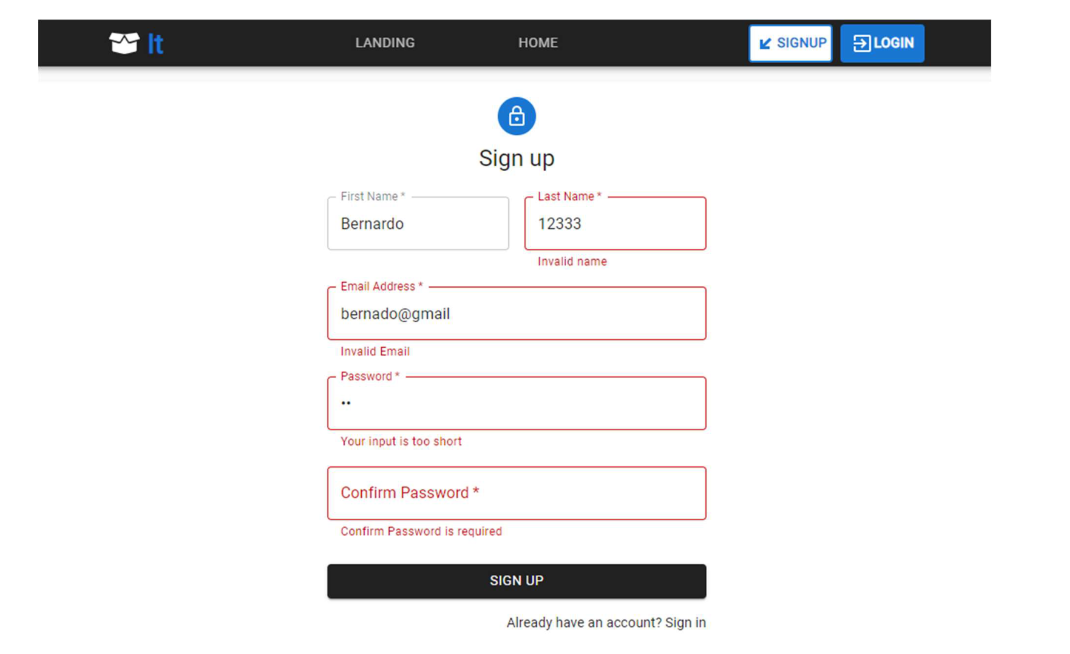 It LANDING HOME SIGNUP LOGIN
Sign up
First Name * Last Name *
Bernardo 12333
Invalid name
Email Address *
bernado@gmail
Invalid Email
Password *
••
Your input is too short
Confirm Password *
Confirm Password is required
SIGN UP
Already have an account? Sign in